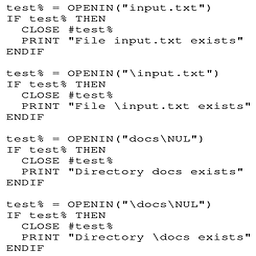 test% = OPENIN("input.txt")
IF test% THEN
  CLOSE #test%
  PRINT "File input.txt exists"
ENDIF

test% = OPENIN("\input.txt")
IF test% THEN
  CLOSE #test%
  PRINT "File \input.txt exists"
ENDIF

test% = OPENIN("docs\NUL")
IF test% THEN
  CLOSE #test%
  PRINT "Directory docs exists"
ENDIF

test% = OPENIN("\docs\NUL")
IF test% THEN
  CLOSE #test%
  PRINT "Directory \docs exists"
ENDIF